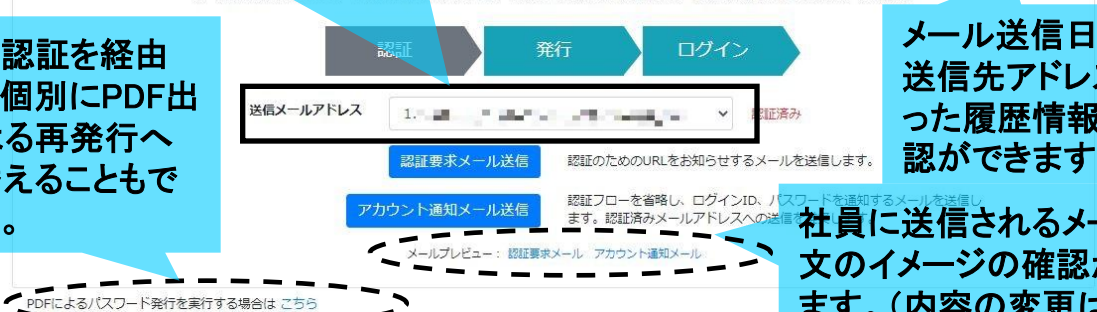 認証を経由
個別にPDF出
る再発行へ
えることもで
。
認証
発行
ログイン
メール送信日
送信先アドレス
った履歴情報
認ができます
送信メールアドレス
1.
認証済み
認証要求メール送信
認証のためのURLをお知らせするメールを送信します。
アカウント通知メール送信
認証フローを省略し、ログインID、パスワードを通知するメールを送信し
ます。認証済みメールアドレスへの送信を
メールプレビュー： 認証要求メール アカウント通知メール
社員に送信されるメー
文のイメージの確認が
ます。（内容の変更は
PDFによるパスワード発行を実行する場合は こちら